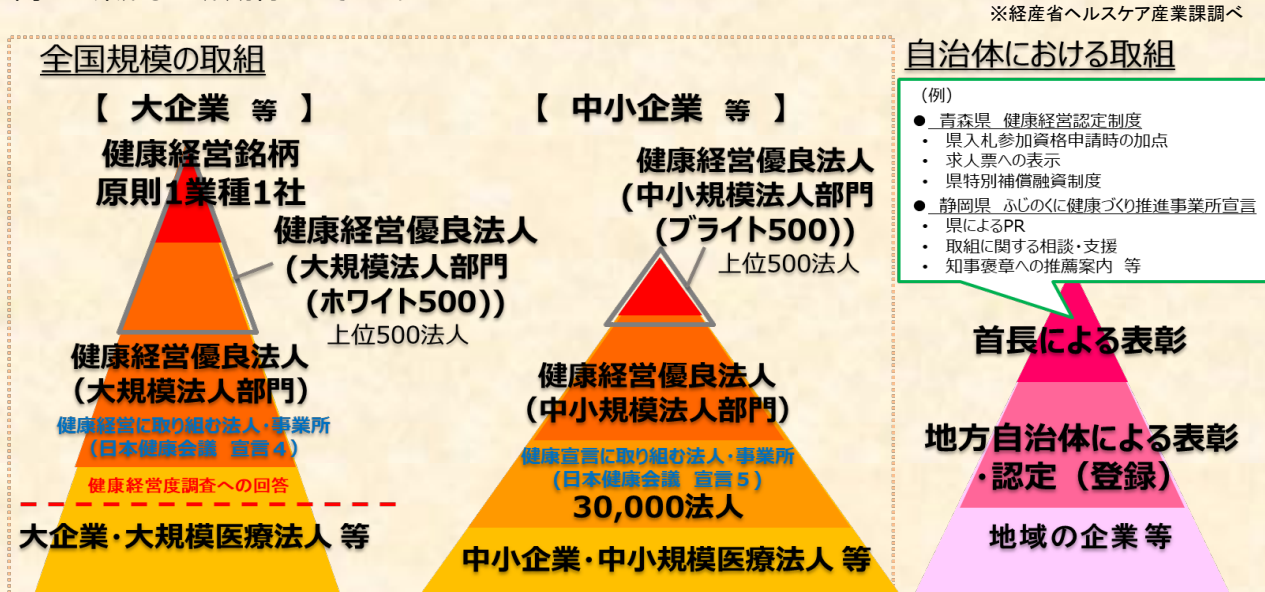 ※経産省ヘルスケア産業課調べ
全国規模の取組
【 大企業 等 】
健康経営銘柄
原則1業種1社
健康経営優良法人
(大規模法人部門
(ホワイト500))
上位500法人
健康経営優良法人
(大規模法人部門)
健康経営に取り組む法人・事業所
(日本健康会議 宣言4)
健康経営度調査への回答
大企業・大規模医療法人 等
【 中小企業 等 】
健康経営優良法人
(中小規模法人部門
(ブライト500))
上位500法人
健康経営優良法人
(中小規模法人部門)
健康宣言に取り組む法人・事業所
(日本健康会議 宣言5)
30,000法人
中小企業・中小規模医療法人 等
自治体における取組
(例)
● 青森県 健康経営認定制度
・ 県入札参加資格申請時の加点
・ 求人票への表示
・ 県特別補償融資制度
● 静岡県 ふじのくに健康づくり推進事業所宣言
・ 県によるPR
・ 取組に関する相談・支援
・ 知事褒章への推薦案内 等
首長による表彰
地方自治体による表彰
・認定(登録)
地域の企業 等